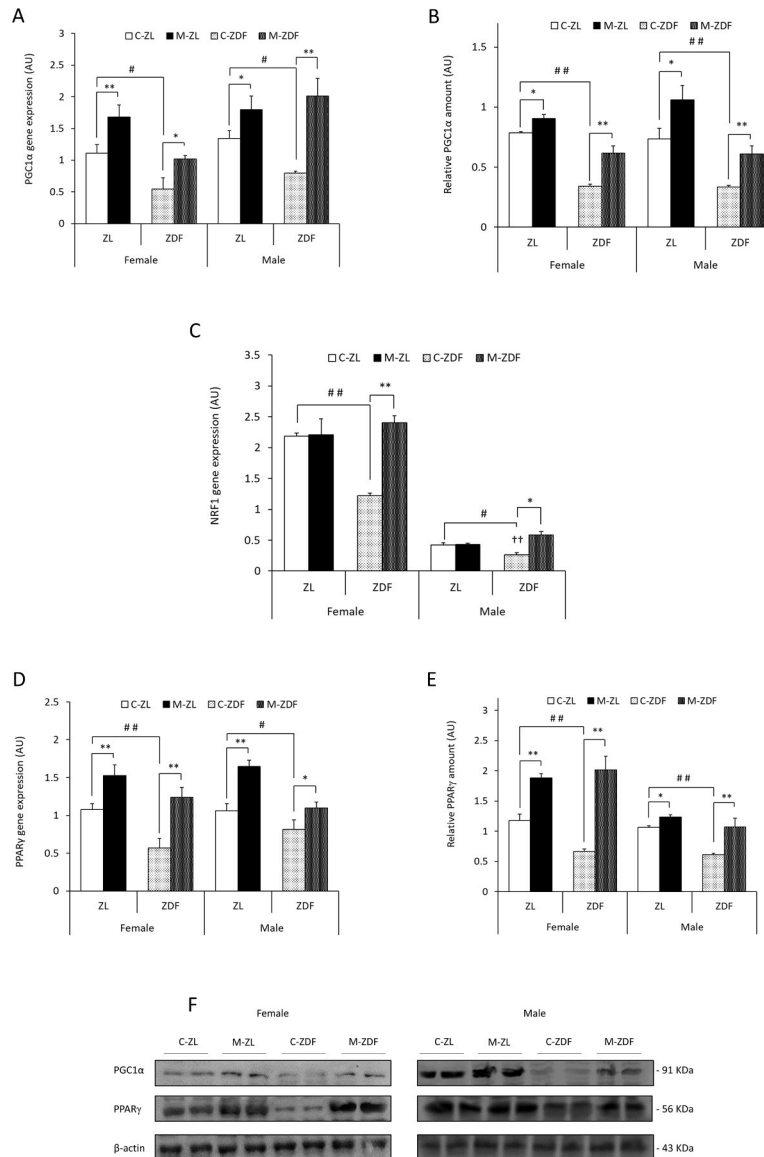 A
C-ZL M-ZL C-ZDF M-ZDF
PGC1α gene expression (AU)
3
2.5
2
1.5
1
0.5
0
#
**
*
#
*
**
ZL ZDF ZL ZDF
Female Male
B
C-ZL M-ZL C-ZDF M-ZDF
Relative PGC1α amount (AU)
1.5
1
0.5
0
# #
*
**
# #
*
**
ZL ZDF ZL ZDF
Female Male
C
C-ZL M-ZL C-ZDF M-ZDF
NRF1 gene expression (AU)
3.5
3
2.5
2
1.5
1
0.5
0
# #
**
#
*
††
ZL ZDF ZL ZDF
Female Male
D
C-ZL M-ZL C-ZDF M-ZDF
PPARγ gene expression (AU)
2.5
2
1.5
1
0.5
0
# #
**
**
#
**
*
ZL ZDF ZL ZDF
Female Male
E
C-ZL M-ZL C-ZDF M-ZDF
Relative PPARγ amount (AU)
3
2.5
2
1.5
1
0.5
0
# #
**
**
# #
*
**
ZL ZDF ZL ZDF
Female Male
F
Female Male
C-ZL M-ZL C-ZDF M-ZDF C-ZL M-ZL C-ZDF M-ZDF
PGC1α - 91 KDa
PPARγ - 56 KDa
β-actin - 43 KDa